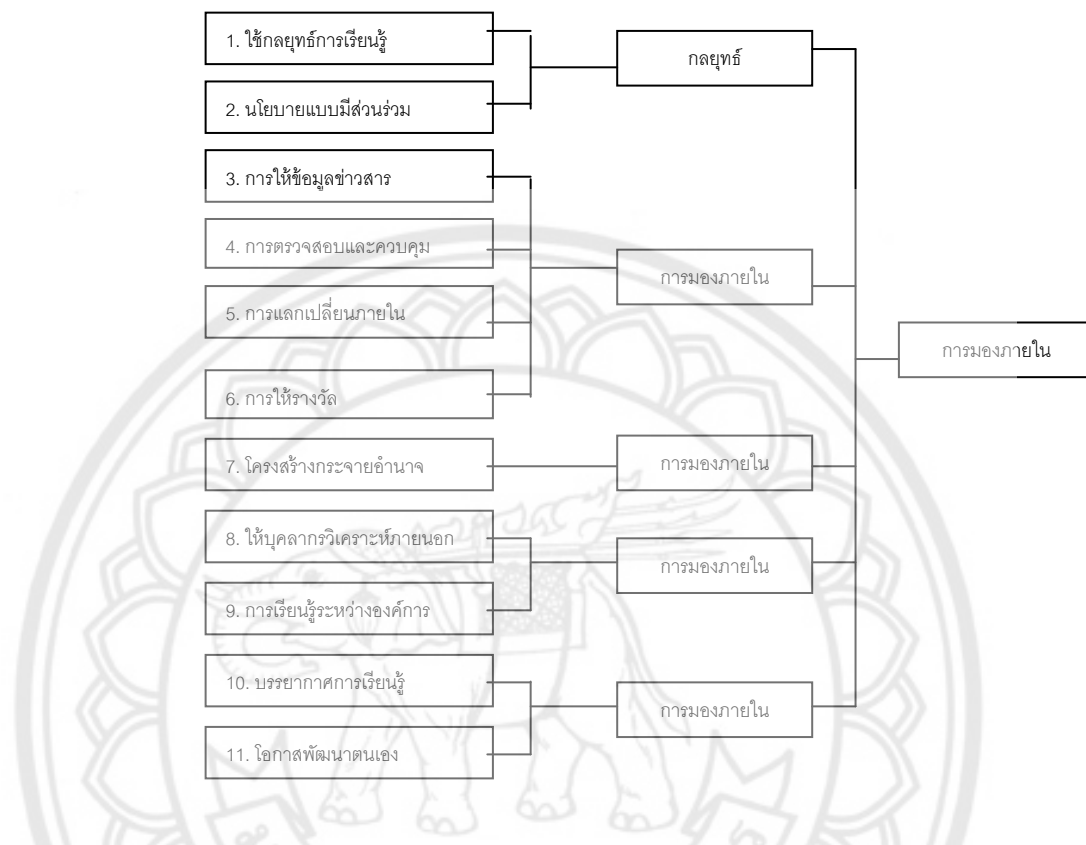 1. ใช้กลยุทธ์การเรียนรู้
กลยุทธ์
2. นโยบายแบบมีส่วนร่วม
3. การให้ข้อมูลข่าวสาร
4. การตรวจสอบและควบคุม
การมองภายใน
5. การแลกเปลี่ยนภายใน
การมองภายใน
6. การให้รางวัล
7. โครงสร้างกระจายอำนาจ
การมองภายใน
8. ให้บุคลากรวิเคราะห์ภายนอก
การมองภายใน
9. การเรียนรู้ระหว่างองค์การ
10. บรรยากาศการเรียนรู้
การมองภายใน
11. โอกาสพัฒนาตนเอง